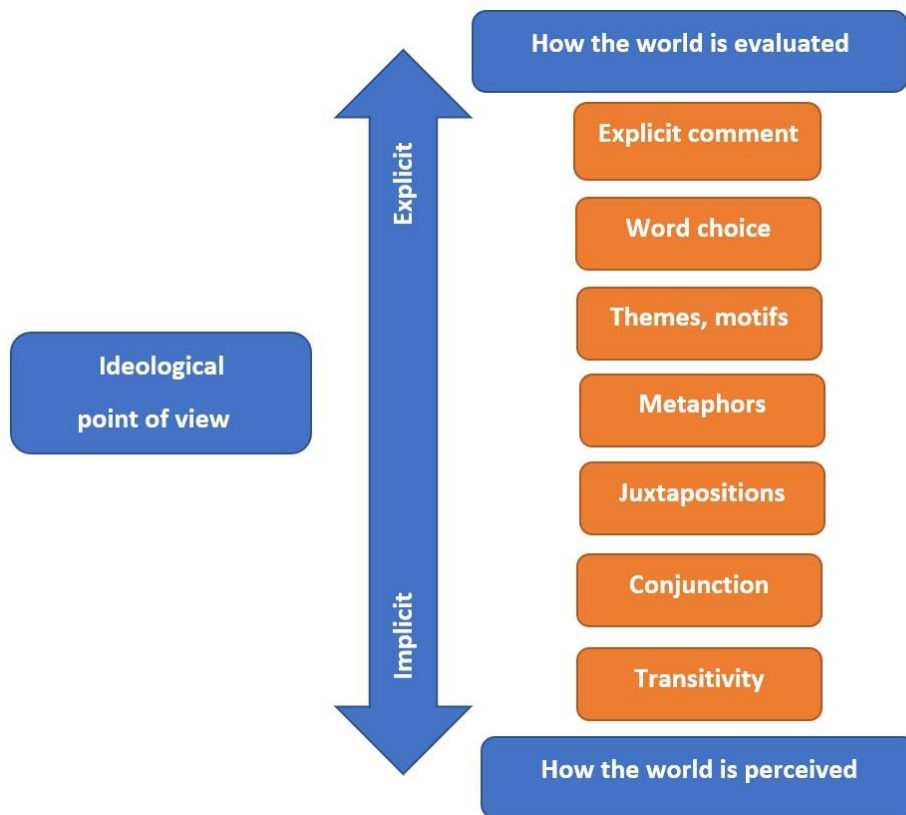 How the world is evaluated
Explicit comment
Explicit
Word choice
Themes, motifs
Ideological
point of view
Metaphors
Juxtapositions
Conjunction
Implicit
Transitivity
How the world is perceived